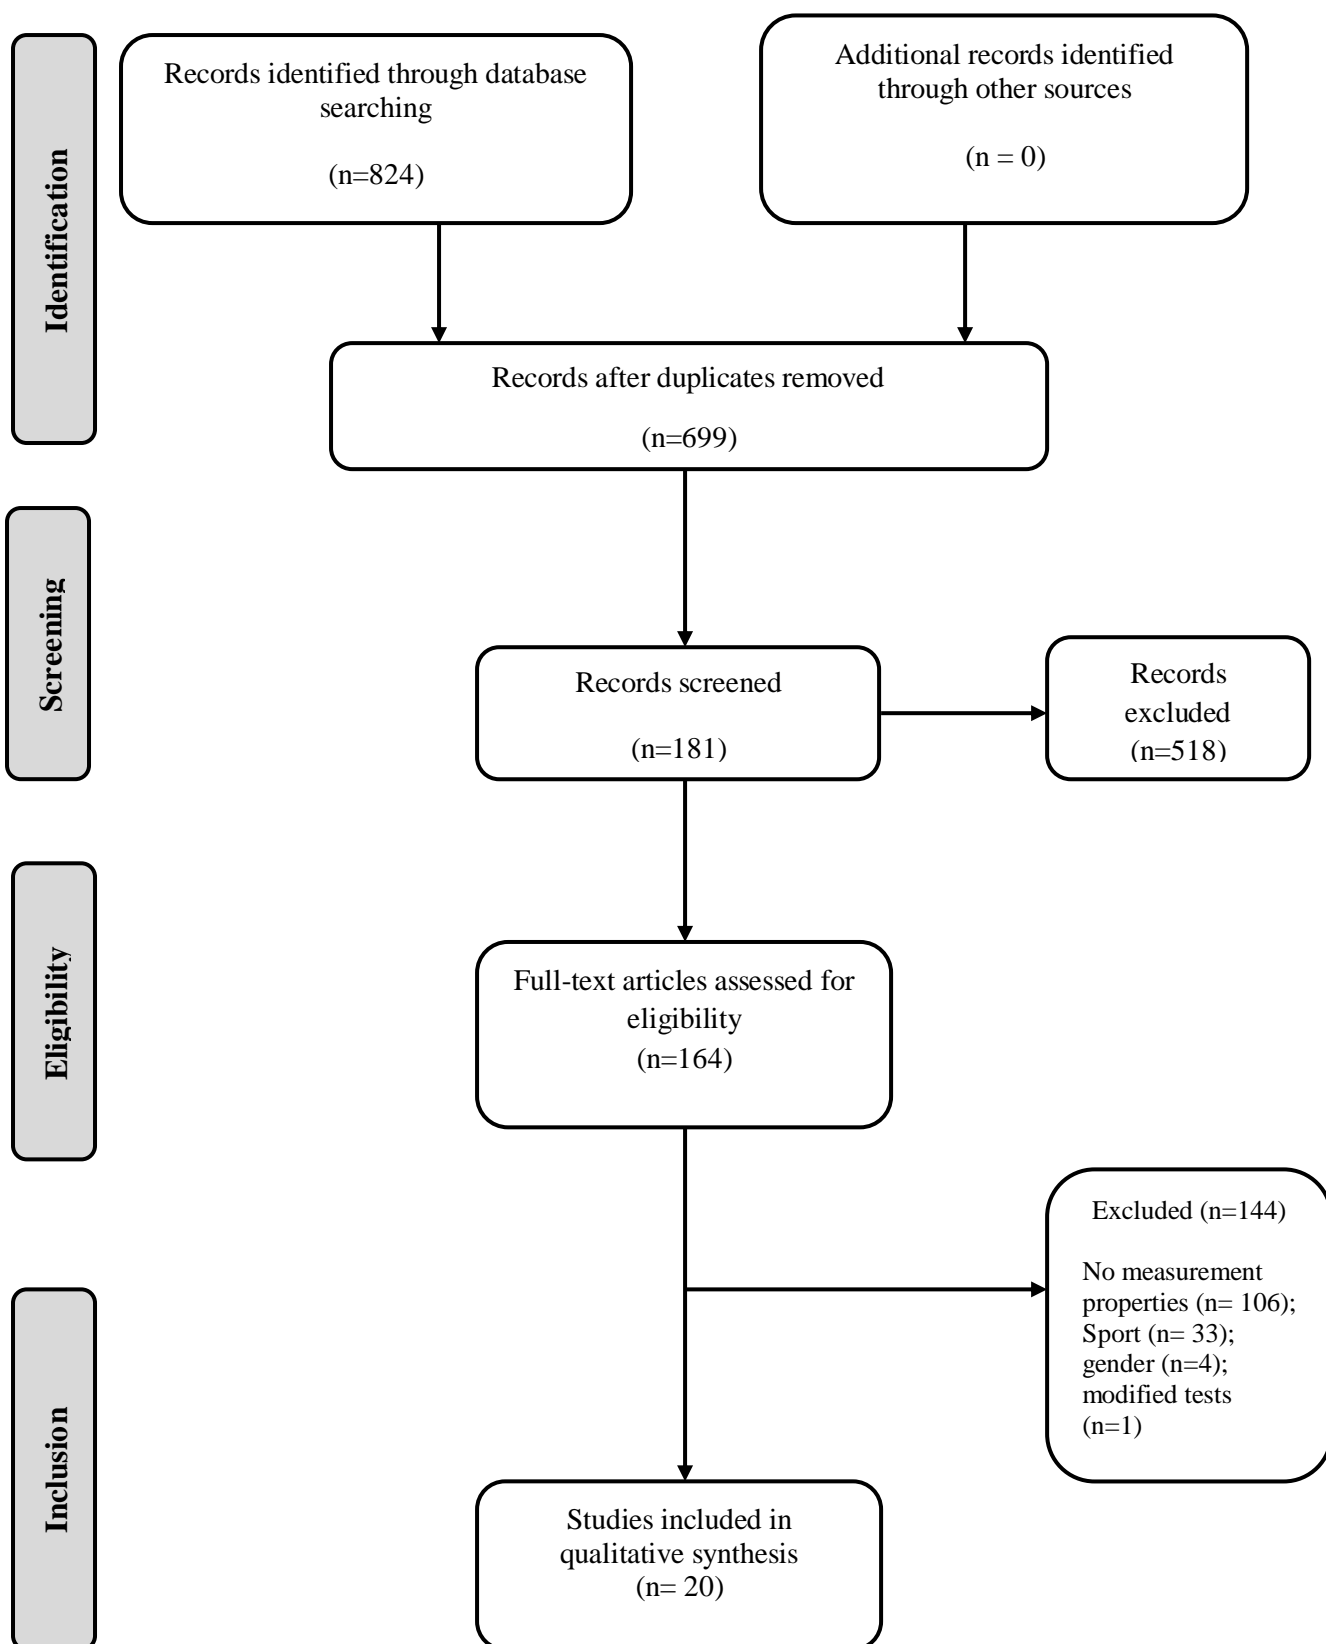 Identification
Records identified through database
searching
(n=824)
Additional records identified
through other sources
(n = 0)
Records after duplicates removed
(n=699)
Screening
Records screened
(n=181)
Records
excluded
(n=518)
Eligibility
Full-text articles assessed for
eligibility
(n=164)
Excluded (n=144)
No measurement
properties (n= 106);
Sport (n= 33);
gender (n=4);
modified tests
(n=1)
Inclusion
Studies included in
qualitative synthesis
(n= 20)